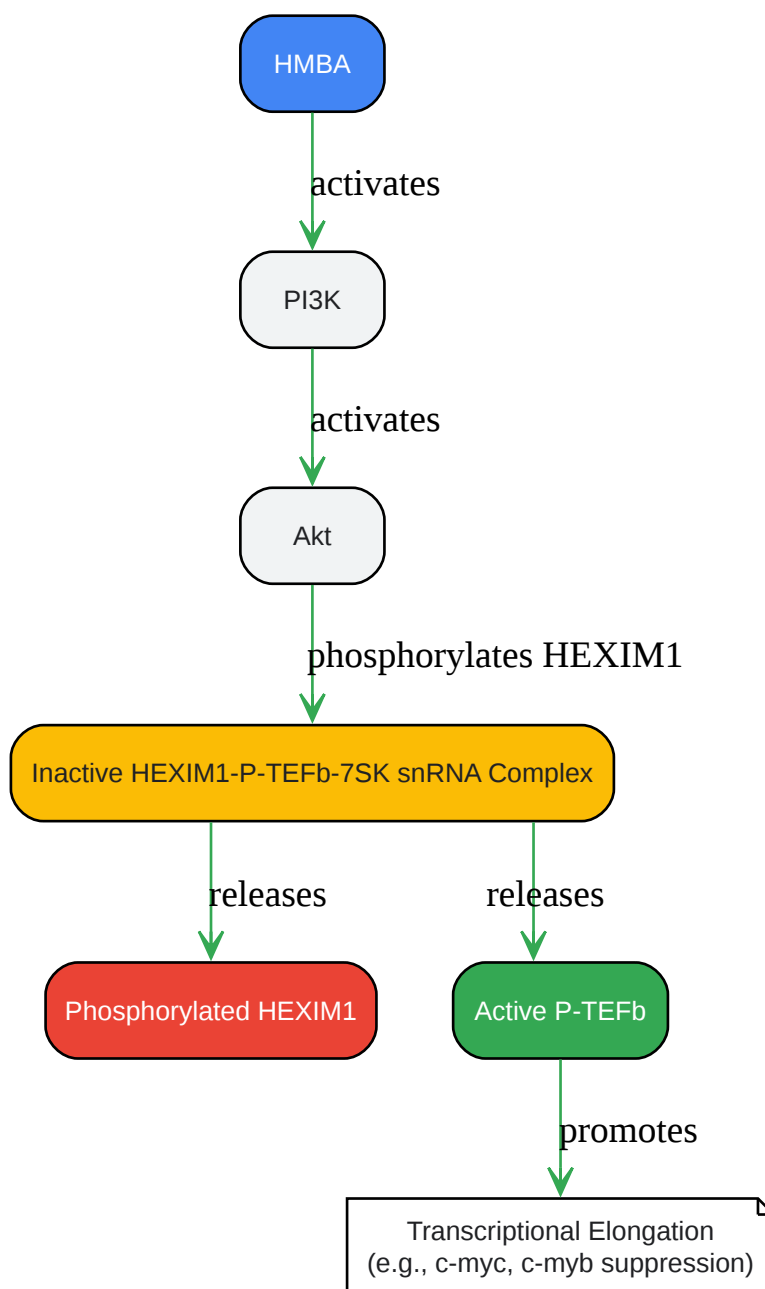 HMBA
activates
PI3K
activates
Akt
phosphorylates HEXIM1
Inactive HEXIM1-P-TEFb-7SK snRNA Complex
releases
releases
Phosphorylated HEXIM1
Active P-TEFb
promotes
Transcriptional Elongation
(e.g., c-myc, c-myb suppression)